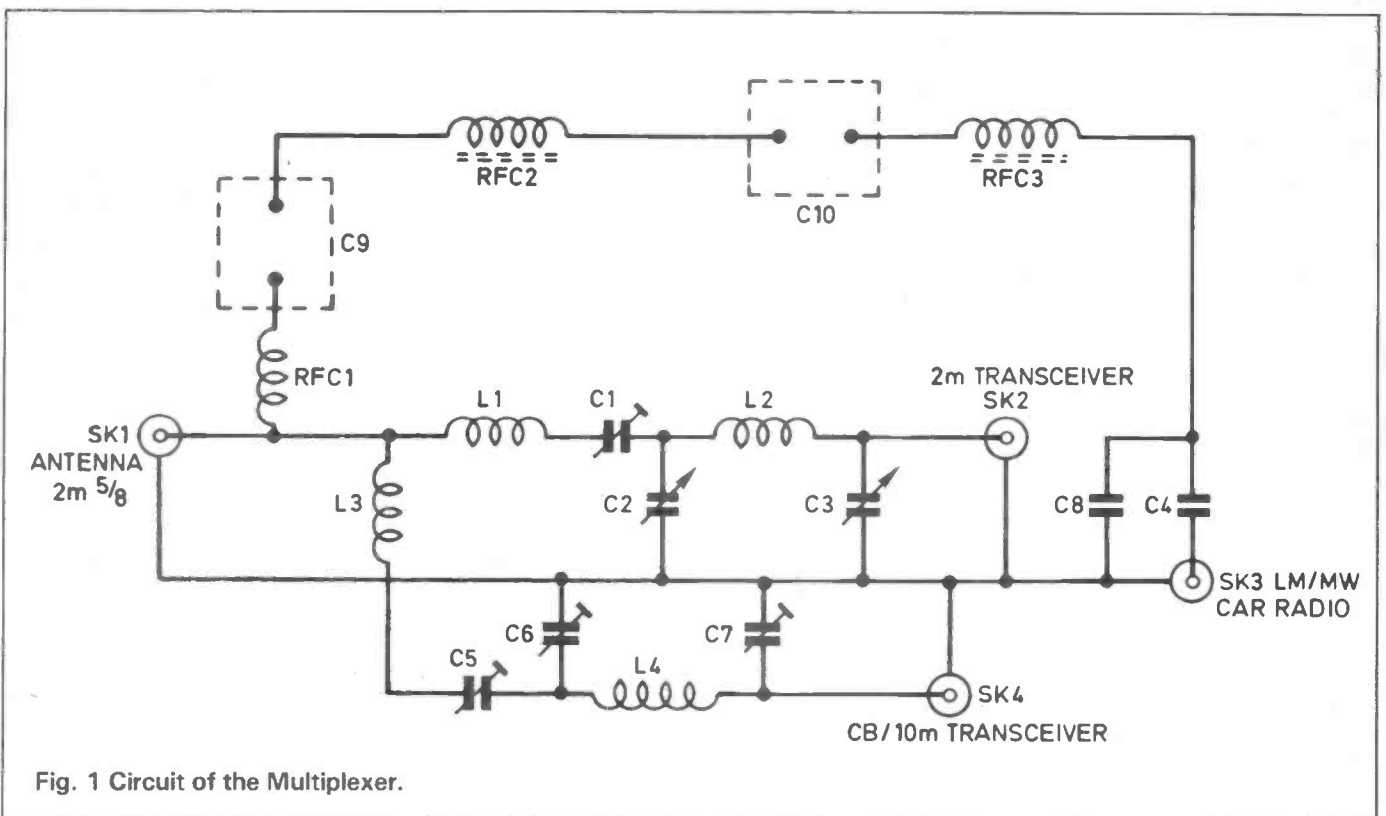 RFC2
C10
RFC3
C9
RFC1
L1
C1
L2
2m TRANSCEIVER
SK2
SK1
ANTENNA
2m 5/8
L3
C2
C3
C8
C4
SK3 LM/MW
CAR RADIO
C6
C7
C5
L4
SK4
CB/10m TRANSCEIVER
Fig. 1 Circuit of the Multiplexer.